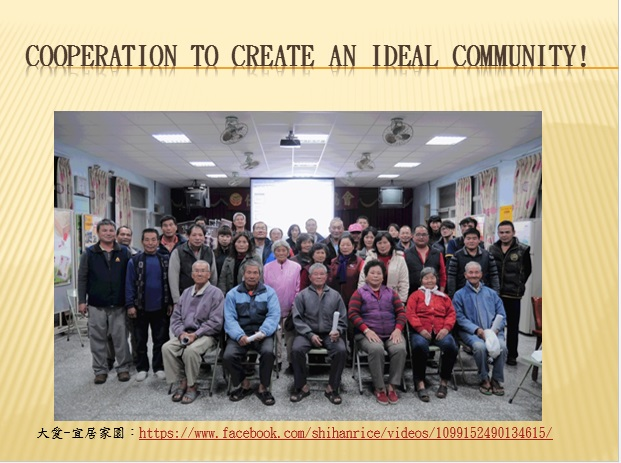 COOPERATION TO CREATE AN IDEAL COMMUNITY!
大愛-宜居家園：https://www.facebook.com/shihanrice/videos/1099152490134615/